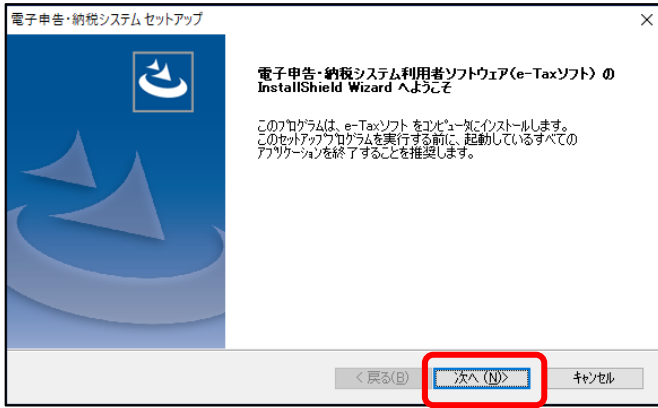 電子申告・納税システム セットアップ
電子申告・納税システム利用者ソフトウェア(e-Taxソフト) の
InstallShield Wizard へようこそ
このプログラムは、e-Taxソフト をコンピュータにインストールします。
このセットアッププログラムを実行する前に、起動しているすべての
アプリケーションを終了することを推奨します。
< 戻る(B)
次へ (N)>
キャンセル